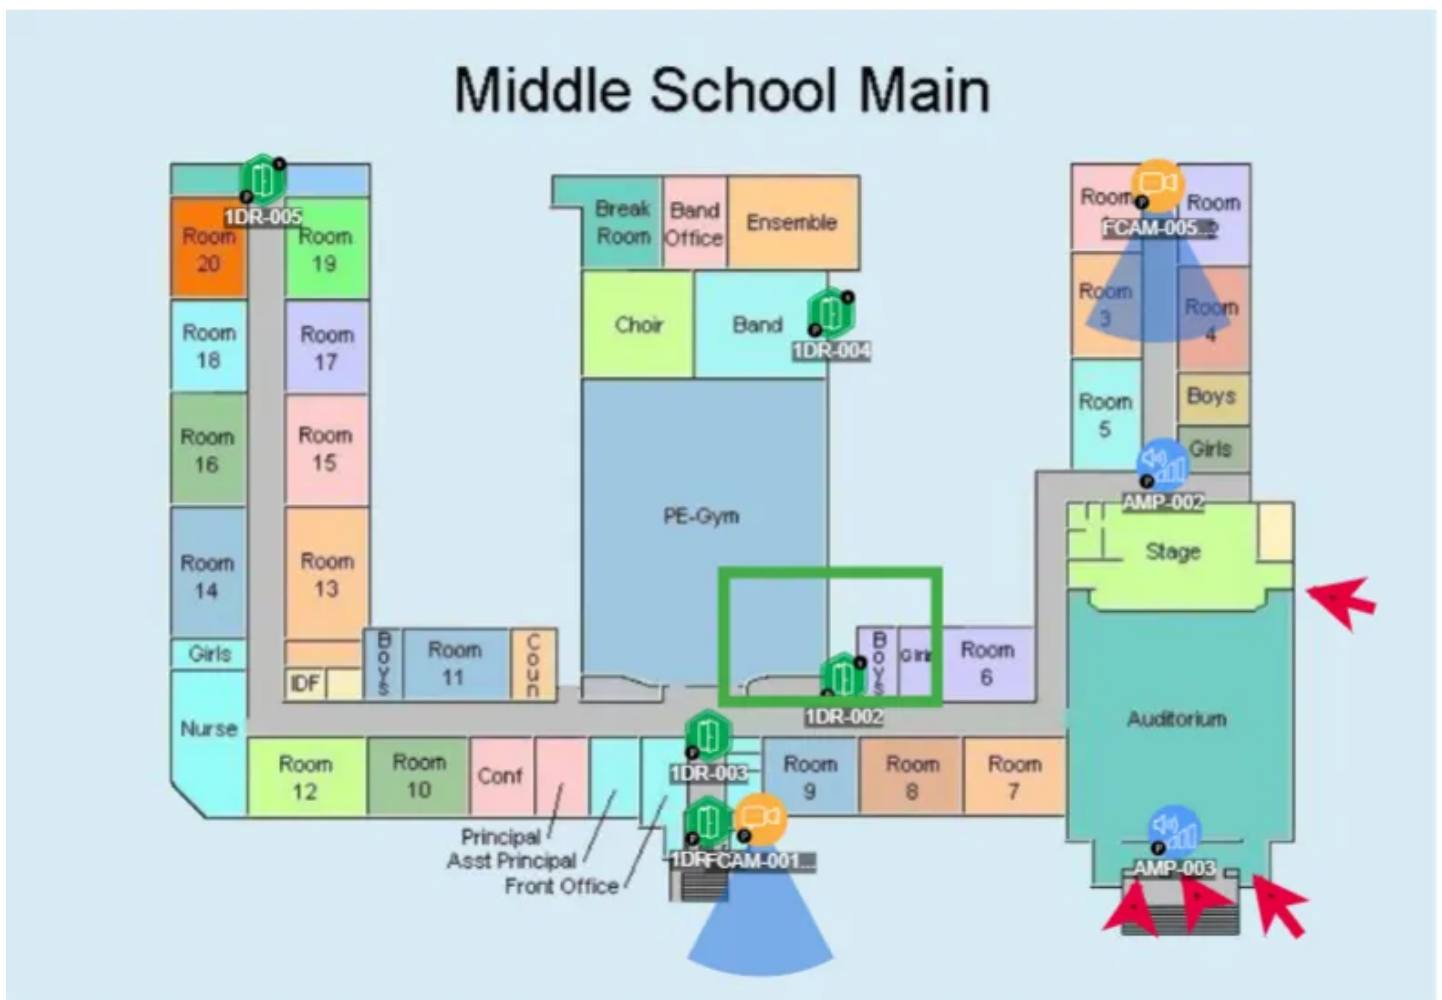 Middle School Main
1DR-005
Room
20
Room
19
Room
18
Room
17
Room
16
Room
15
Room
14
Room
13
Girls
IDF
Nurse
Boys
Room
11
Coun
Break
Room
Band
Office
Ensemble
Choir
Band
1DR-004
PE-Gym
Room
Room
FCAM-005...
Room
3
Room
4
Room
5
Boys
Girls
AMP-002
Stage
Boys
Room
6
1DR-002
Auditorium
1DR-003
Room
12
Room
10
Conf
Principal
Asst Principal
Front Office
Room
9
Room
8
Room
7
FCAM-001...
AMP-003